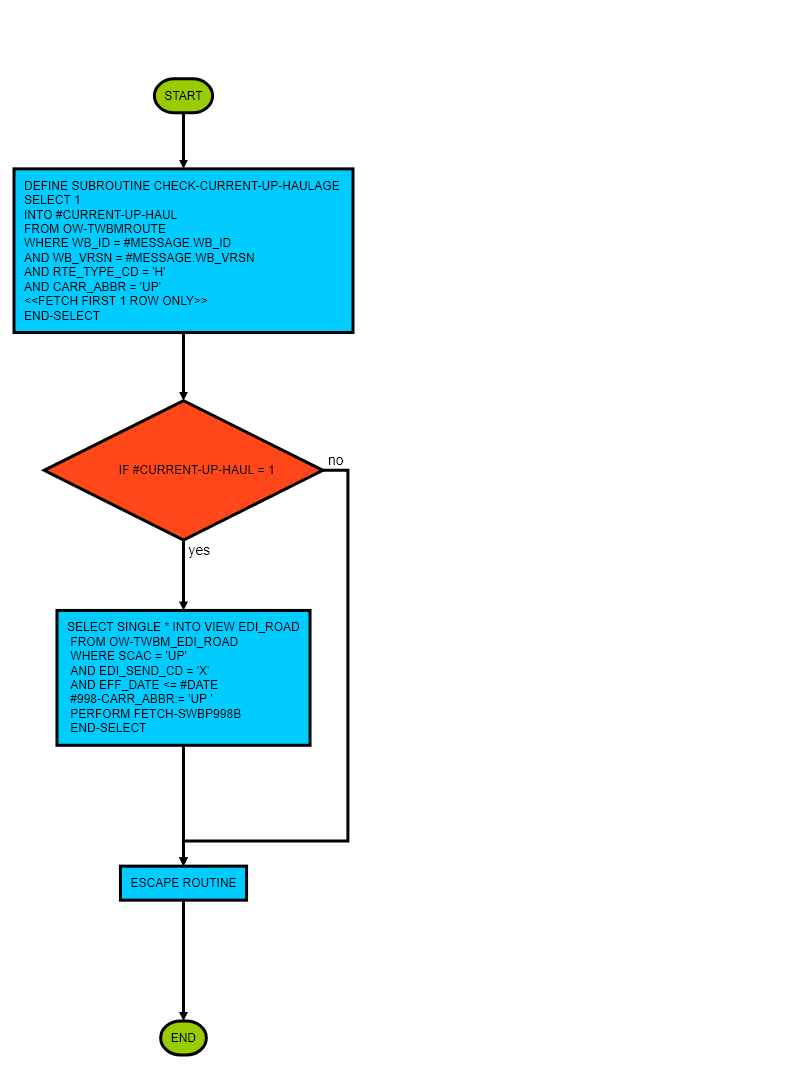 START
DEFINE SUBROUTINE CHECK-CURRENT-UP-HAULAGE
SELECT 1
INTO #CURRENT-UP-HAUL
FROM OW-TWBMROUTE
WHERE WB_ID = #MESSAGE.WB_ID
AND WB_VRSN = #MESSAGE.WB_VRSN
AND RTE_TYPE_CD = 'H'
AND CARR_ABBR = 'UP'
<<FETCH FIRST 1 ROW ONLY>>
END-SELECT
IF #CURRENT-UP-HAUL = 1
no
yes
SELECT SINGLE * INTO VIEW EDI_ROAD
FROM OW-TWBM_EDI_ROAD
WHERE SCAC = 'UP'
AND EDI_SEND_CD = 'X'
AND EFF_DATE <= #DATE
#998-CARR_ABBR:= 'UP '
PERFORM FETCH-SWBP998B
END-SELECT
ESCAPE ROUTINE
END